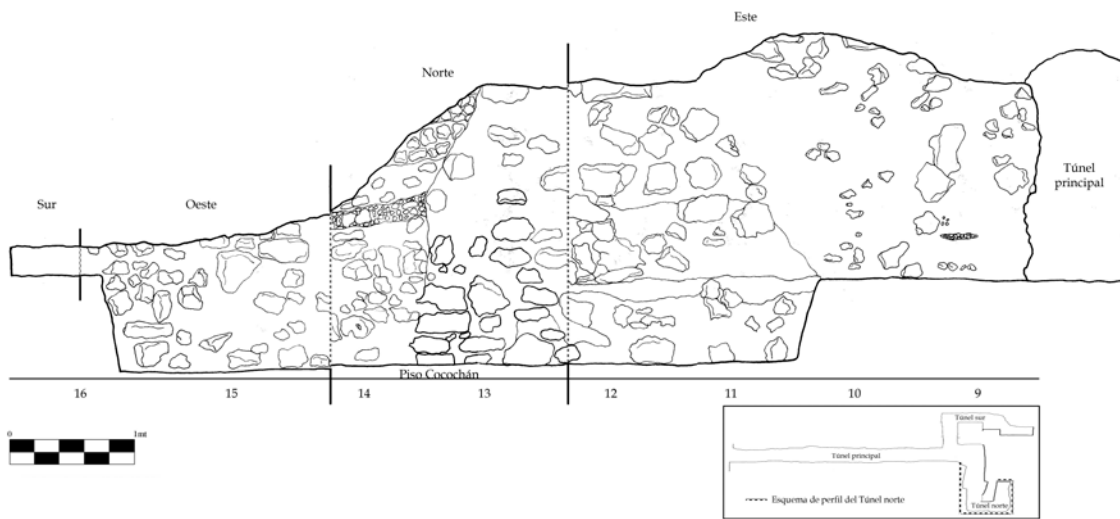 Este
Norte
Túnel
principal
Sur
Oeste
Piso Cocochán
16
15
14
13
12
11
10
9
0
1mt
Túnel sur
Túnel principal
Esquema de perfil del Túnel norte
Túnel norte